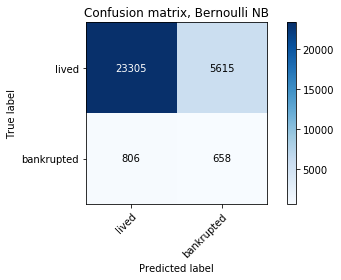 Confusion matrix, Bernoulli NB
True label
lived
23305 5615
bankrupted
806 658
lived
bankrupted
Predicted label
20000
15000
10000
5000